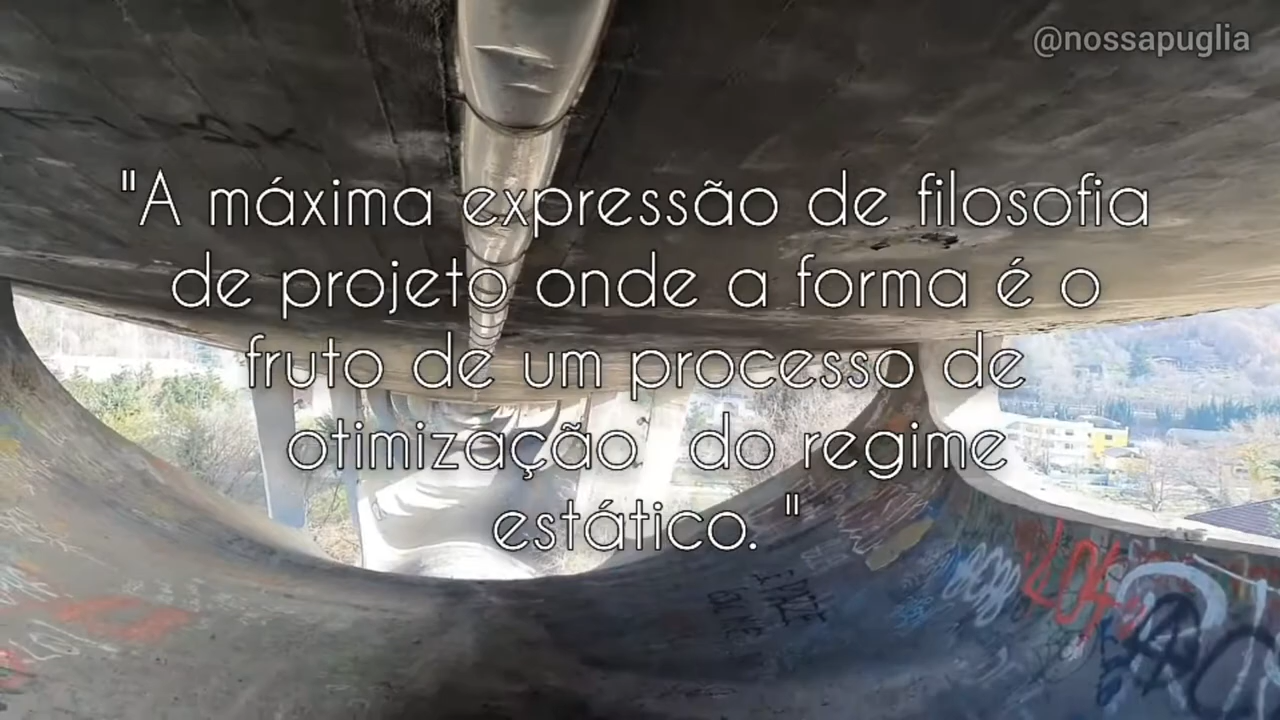 @nossapuglia
"A máxima expressão de filosofia
de projeto onde a forma é o
fruto de um processo de
otimização  do regime
estático. "